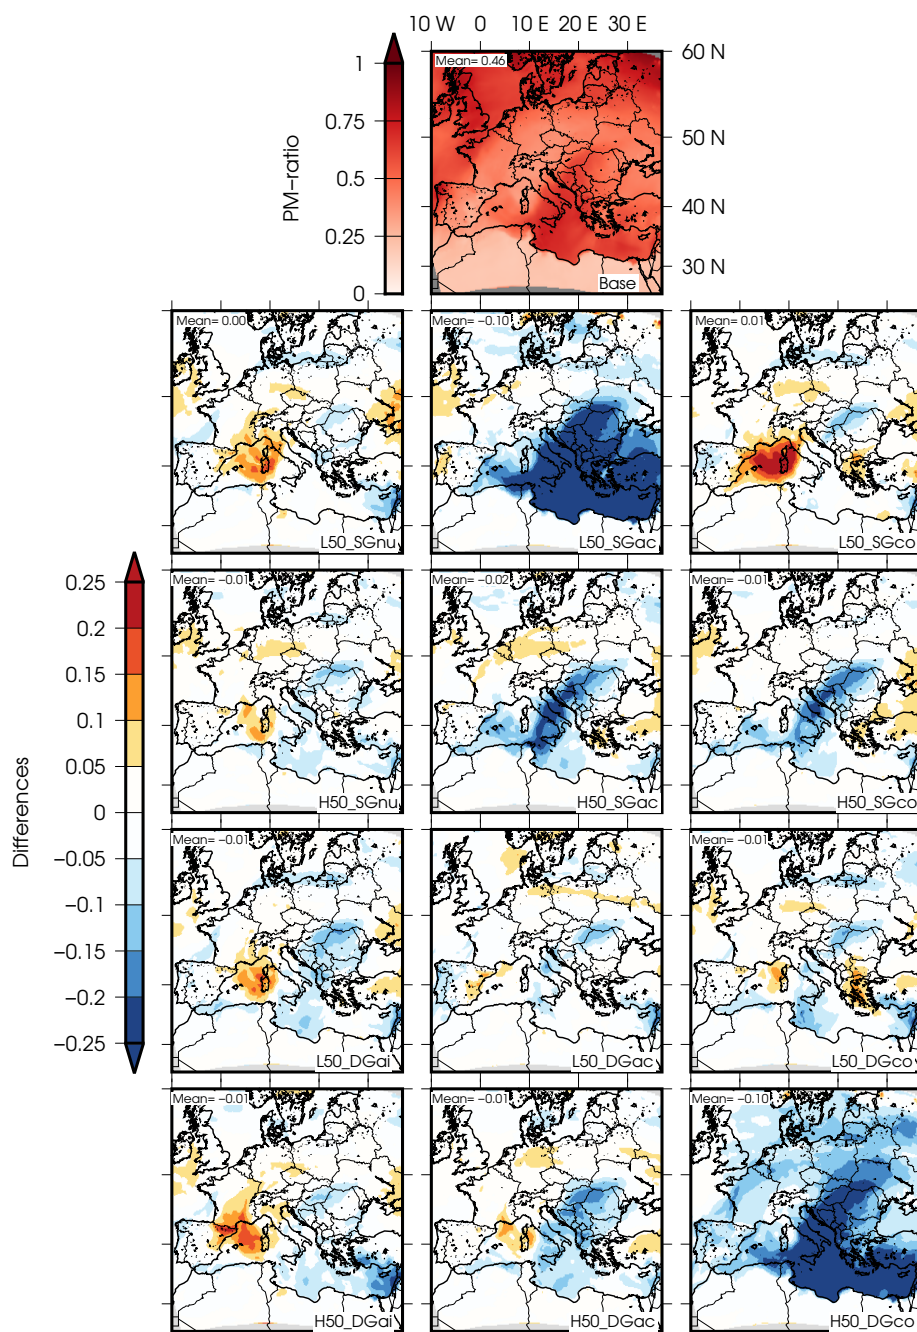 10 W 0 10 E 20 E 30 E
Mean= 0.46
60 N
50 N
40 N
30 N
1
0.75
0.5
0.25
0
PM−ratio
Base
Mean= 0.00
L50_SGnu
−0.10
L50_SGac
Mean= 0.01
L50_SGco
Mean= −0.01
H50_SGnu
Mean= −0.02
H50_SGac
Mean= −0.01
H50_SGco
0.25
0.2
0.15
0.1
0.05
0
−0.05
−0.1
−0.15
−0.2
−0.25
Differences
Mean= −0.01
L50_DGai
L50_DGac
Mean= −0.01
L50_DGco
Mean= −0.01
H50_DGai
Mean= −0.01
H50_DGac
Mean= −0.10
H50_DGco